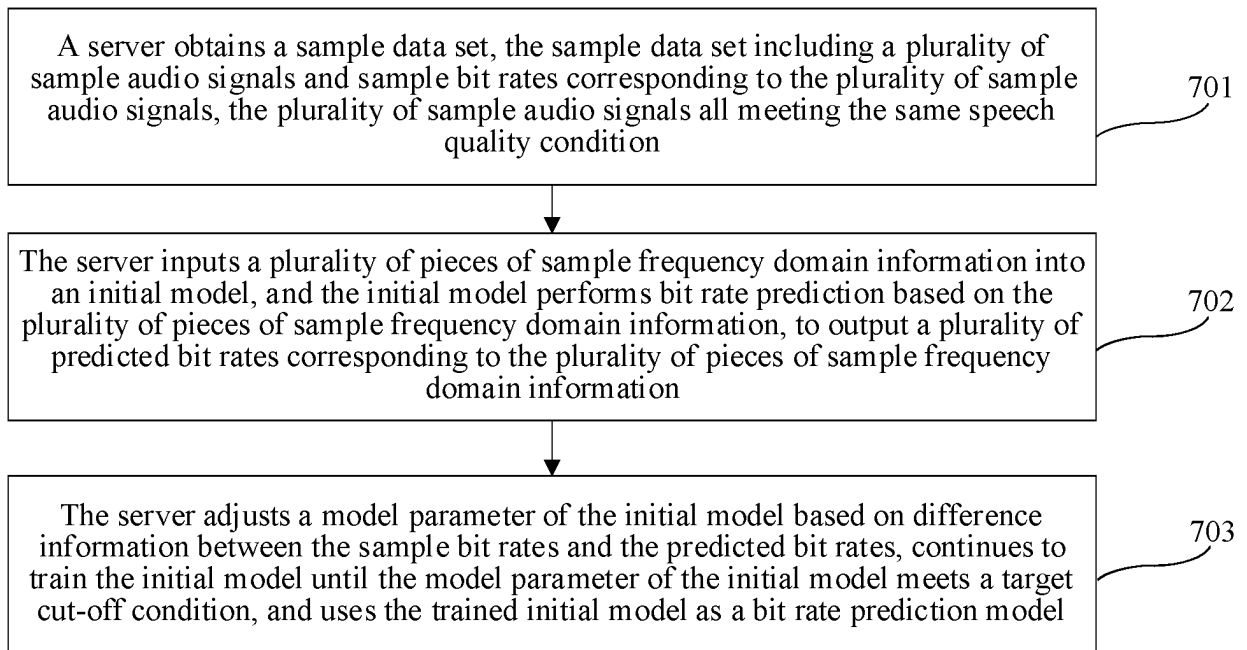 A server obtains a sample data set, the sample data set including a plurality of
sample audio signals and sample bit rates corresponding to the plurality of sample
audio signals, the plurality of sample audio signals all meeting the same speech
quality condition
701
The server inputs a plurality of pieces of sample frequency domain information into
an initial model, and the initial model performs bit rate prediction based on the
plurality of pieces of sample frequency domain information, to output a plurality of
predicted bit rates corresponding to the plurality of pieces of sample frequency
domain information
702
The server adjusts a model parameter of the initial model based on difference
information between the sample bit rates and the predicted bit rates, continues to
train the initial model until the model parameter of the initial model meets a target
cut-off condition, and uses the trained initial model as a bit rate prediction model
703